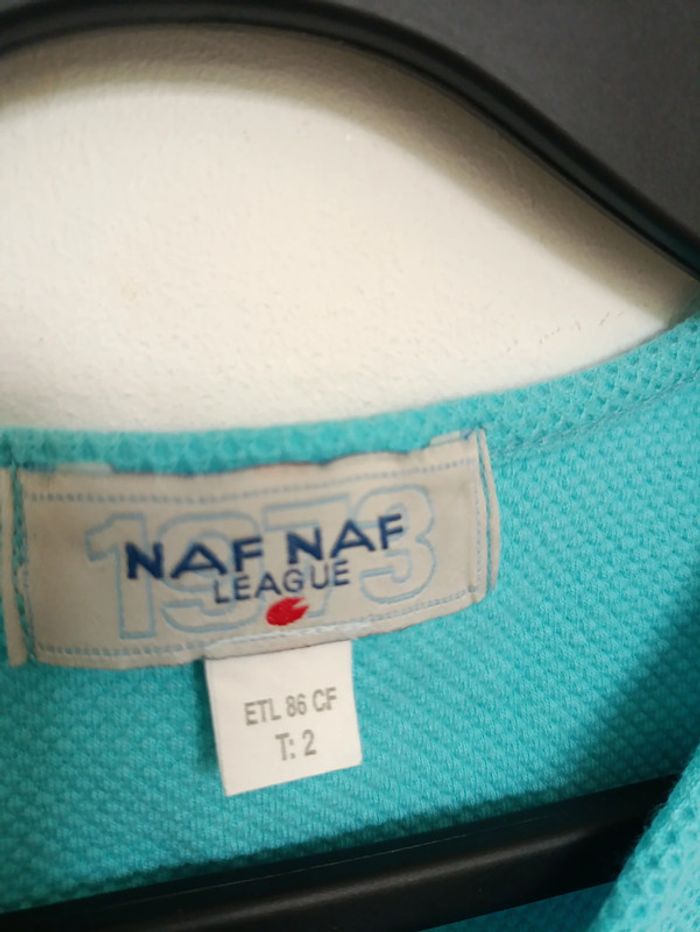 1973
NAF NAF
LEAGUE
ETL 86 CF
T: 2